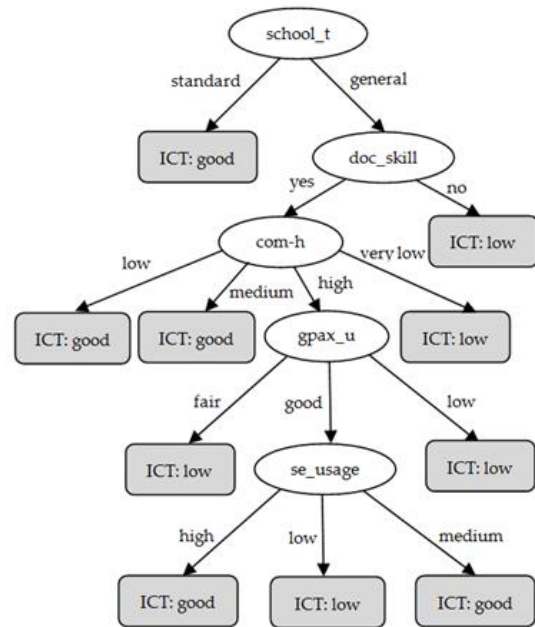 school_t
standard
general
ICT: good
doc_skill
yes
no
com-h
ICT: low
low
medium
high
very low
ICT: good
ICT: good
gpax_u
ICT: low
fair
good
low
ICT: low
se_usage
ICT: low
high
low
medium
ICT: good
ICT: low
ICT: good